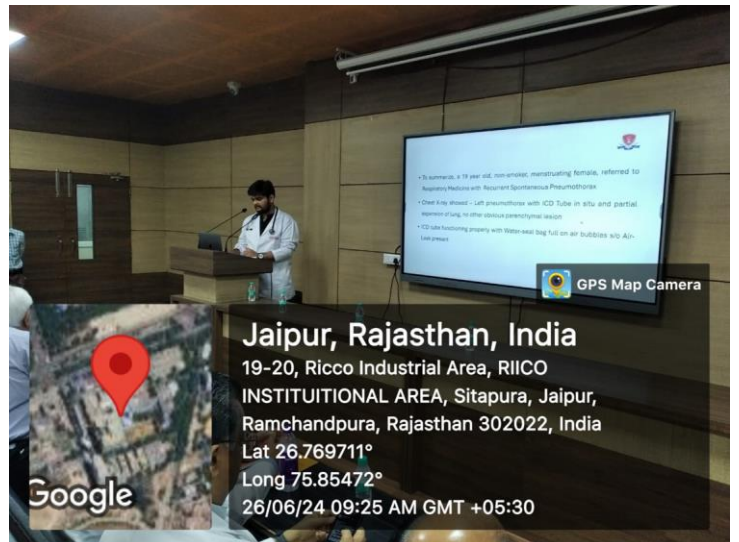 • To summarize, a 19 year old, non-smoker, menstruating female, referred to
Respiratory Medicine with Recurrent Spontaneous Pneumothorax
• Chest X-ray showed – Left pneumothorax with ICD Tube in situ and partial
expansion of lung, no other obvious parenchymal lesion
• ICD tube functioning properly with Water-seal bag full on air bubbles s/o Air-
Leak present
GPS Map Camera
Jaipur, Rajasthan, India
19-20, Ricco Industrial Area, RIICO
INSTITUITIONAL AREA, Sitapura, Jaipur,
Ramchandpura, Rajasthan 302022, India
Lat 26.769711°
Long 75.85472°
26/06/24 09:25 AM GMT +05:30
Google